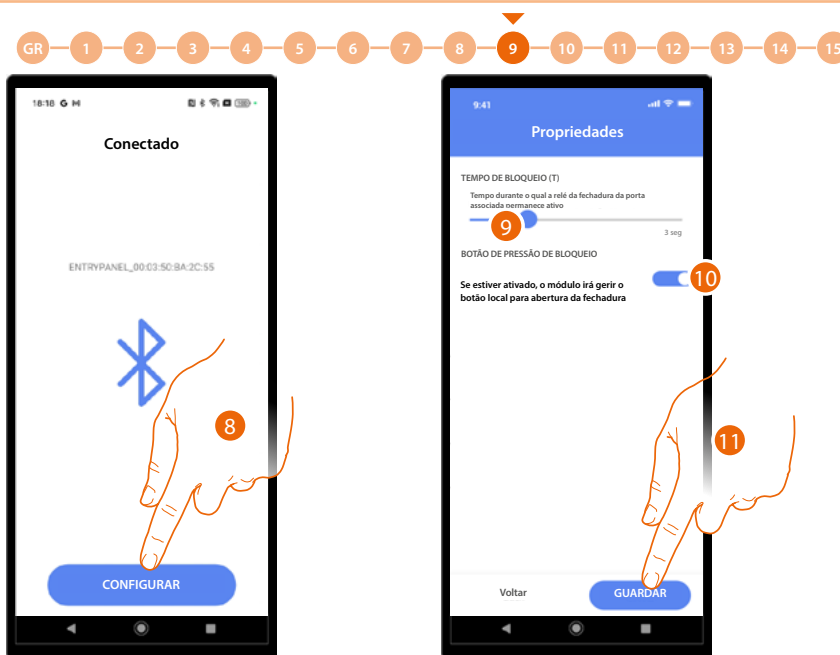 GR 1 2 3 4 5 6 7 8 9 10 11 12 13 14 15
18:18 G M
Conectado
ENTRYPANEL_00:03:50:BA:2C:55
8
CONFIGURAR
9:41
Propriedades
TEMPO DE BLOQUEIO (T)
Tempo durante o qual a relé da fechadura da porta
associada permanece ativo
9
3 seg
BOTÃO DE PRESSÃO DE BLOQUEIO
10
Se estiver ativado, o módulo irá gerir o
botão local para abertura da fechadura
11
Voltar
GUARDAR